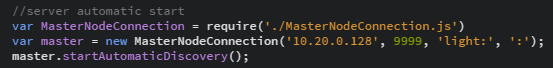 //server automatic start
var MasterNodeConnection = require('./MasterNodeConnection.js')
var master = new MasterNodeConnection('10.20.0.128', 9999, 'light:', ':');
master.startAutomaticDiscovery();